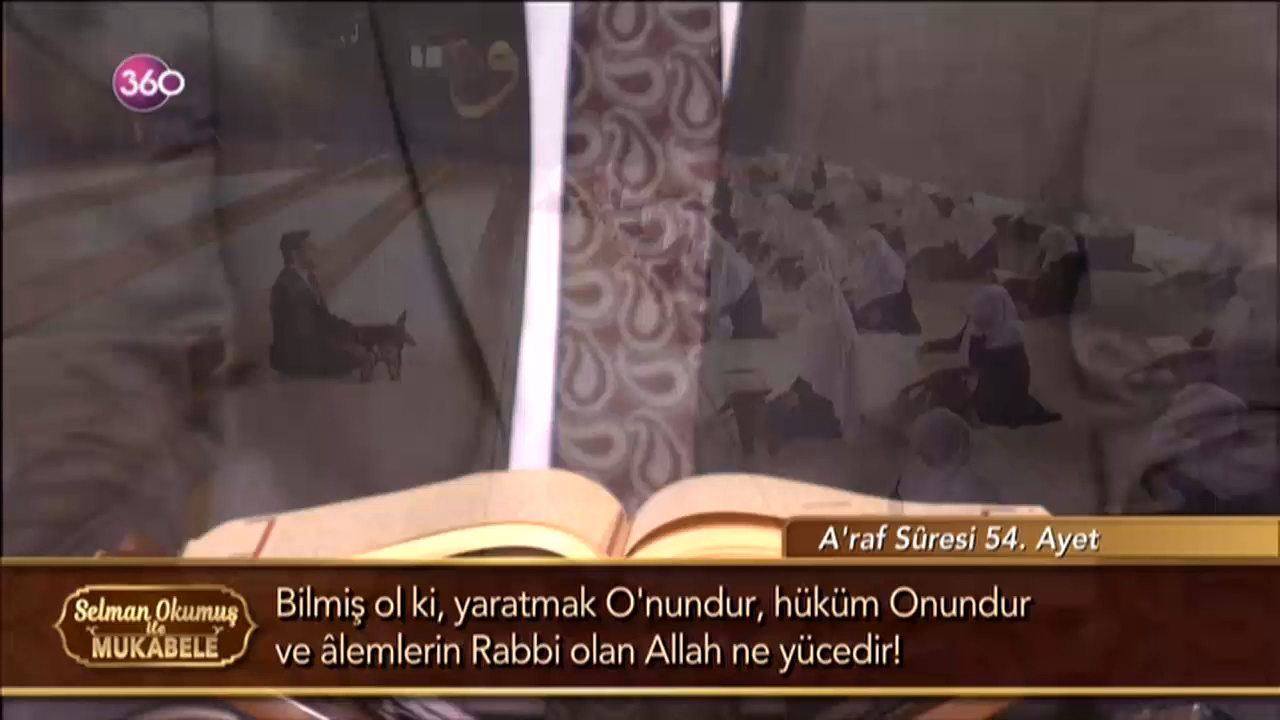 360
A'raf Sûresi 54. Ayet
Selman Okumuş
ile
MUKABELE
Bilmiş ol ki, yaratmak O'nundur, hüküm Onundur
ve âlemlerin Rabbi olan Allah ne yücedir!